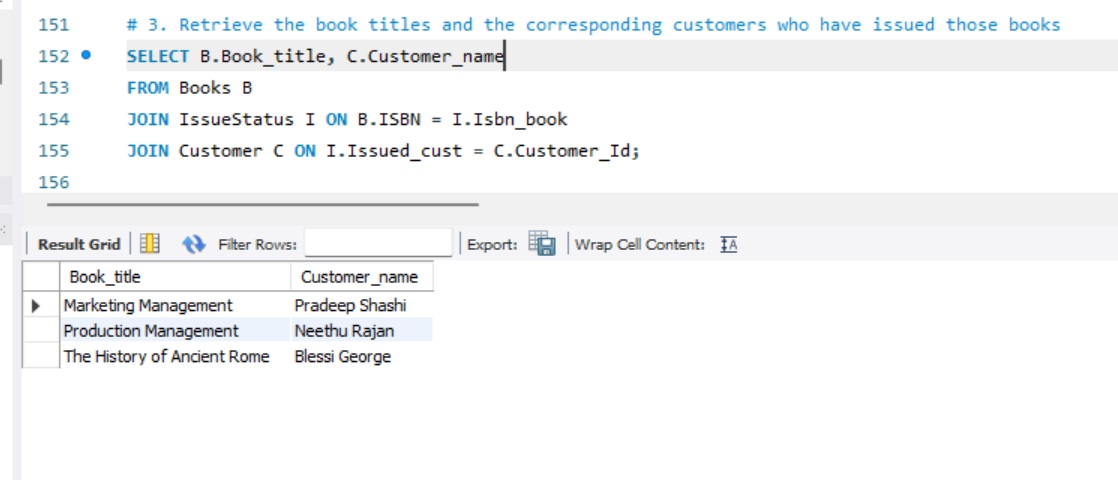 151 # 3. Retrieve the book titles and the corresponding customers who have issued those books
152 SELECT B.Book_title, C.Customer_name
153 FROM Books B
154 JOIN IssueStatus I ON B.ISBN = I.Isbn_book
155 JOIN Customer C ON I.Issued_cust = C.Customer_Id;
156
Result Grid Filter Rows: Export: Wrap Cell Content: IA
Book_title Customer_name
Marketing Management Pradeep Shashi
Production Management Neethu Rajan
The History of Ancient Rome Blessi George